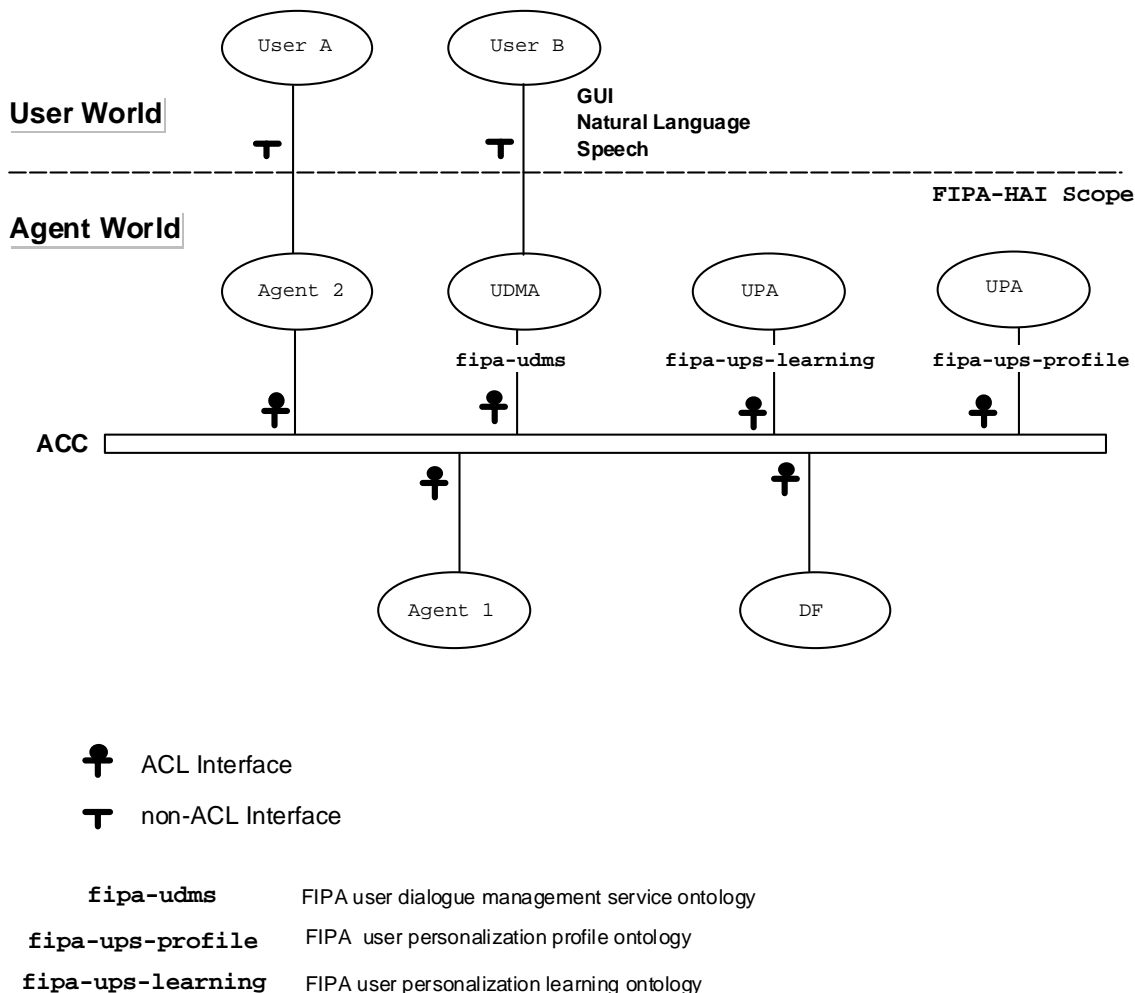 User A
User B
GUI
Natural Language
Speech
User World
FIPA-HAI Scope
Agent World
Agent 2
UDMA
UPA
UPA
fipa-udms
fipa-ups-learning
fipa-ups-profile
ACC
Agent 1
DF
ACL Interface
non-ACL Interface
fipa-udms FIPA user dialogue management service ontology
fipa-ups-profile FIPA user personalization profile ontology
fipa-ups-learning FIPA user personalization learning ontology